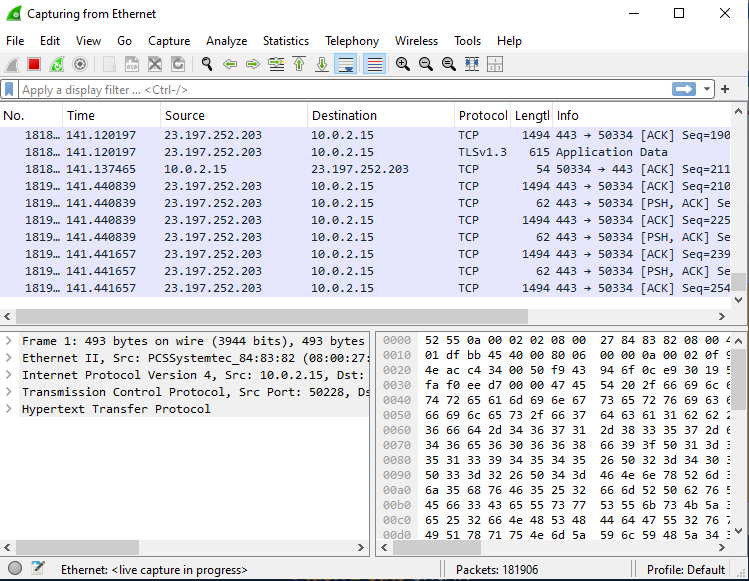 Capturing from Ethernet
File Edit View Go Capture Analyze Statistics Telephony Wireless Tools Help
Apply a display filter ... <Ctrl-/>
No. Time Source Destination Protocol Lengtl Info
1818... 141.120197 23.197.252.203 10.0.2.15 TCP 1494 443 → 50334 [ACK] Seq=190
1818... 141.120197 23.197.252.203 10.0.2.15 TLSv1.3 615 Application Data
1818... 141.137465 10.0.2.15 23.197.252.203 TCP 54 50334 → 443 [ACK] Seq=211
1819... 141.440839 23.197.252.203 10.0.2.15 TCP 1494 443 → 50334 [ACK] Seq=210
1819... 141.440839 23.197.252.203 10.0.2.15 TCP 62 443 → 50334 [PSH, ACK] Se
1819... 141.440839 23.197.252.203 10.0.2.15 TCP 1494 443 → 50334 [ACK] Seq=225
1819... 141.440839 23.197.252.203 10.0.2.15 TCP 62 443 → 50334 [PSH, ACK] Se
1819... 141.441657 23.197.252.203 10.0.2.15 TCP 1494 443 → 50334 [ACK] Seq=239
1819... 141.441657 23.197.252.203 10.0.2.15 TCP 62 443 → 50334 [PSH, ACK] Se
1819... 141.441657 23.197.252.203 10.0.2.15 TCP 1494 443 → 50334 [ACK] Seq=254
Frame 1: 493 bytes on wire (3944 bits), 493 bytes
Ethernet II, Src: PCSSystemtec_84:83:82 (08:00:27:
Internet Protocol Version 4, Src: 10.0.2.15, Dst:
Transmission Control Protocol, Src Port: 50228, Ds
Hypertext Transfer Protocol
0000 52 55 0a 00 02 02 08 00 27 84 83 82 08 00
0010 01 df bb 45 40 00 80 06 00 00 0a 00 02 0f
0020 4e ac c4 34 00 50 f9 43 94 6f 0c e9 30 19
0030 fa f0 ee d7 00 00 47 45 54 20 2f 66 69 6c
0040 74 72 65 61 6d 69 6e 67 73 65 72 76 69 63
0050 66 69 6c 65 73 2f 66 37 64 63 61 31 62 62
0060 36 66 64 2d 34 36 37 31 2d 38 33 35 37 2d
0070 34 36 65 36 30 36 36 38 66 39 3f 50 31 3d
0080 35 31 33 39 34 35 34 35 26 50 32 3d 34 30
0090 50 33 3d 32 26 50 34 3d 46 4e 6e 78 52 6d
00a0 6a 35 68 76 46 35 25 32 66 6d 52 50 62 76
00b0 45 66 33 43 65 55 73 77 53 55 6b 73 4b 5a
00c0 65 25 32 66 4e 48 53 48 44 64 47 55 32 76
00d0 49 51 78 71 75 4e 6d 5a 59 6c 59 48 5a 34
Ethernet: <live capture in progress> Packets: 181906 Profile: Default